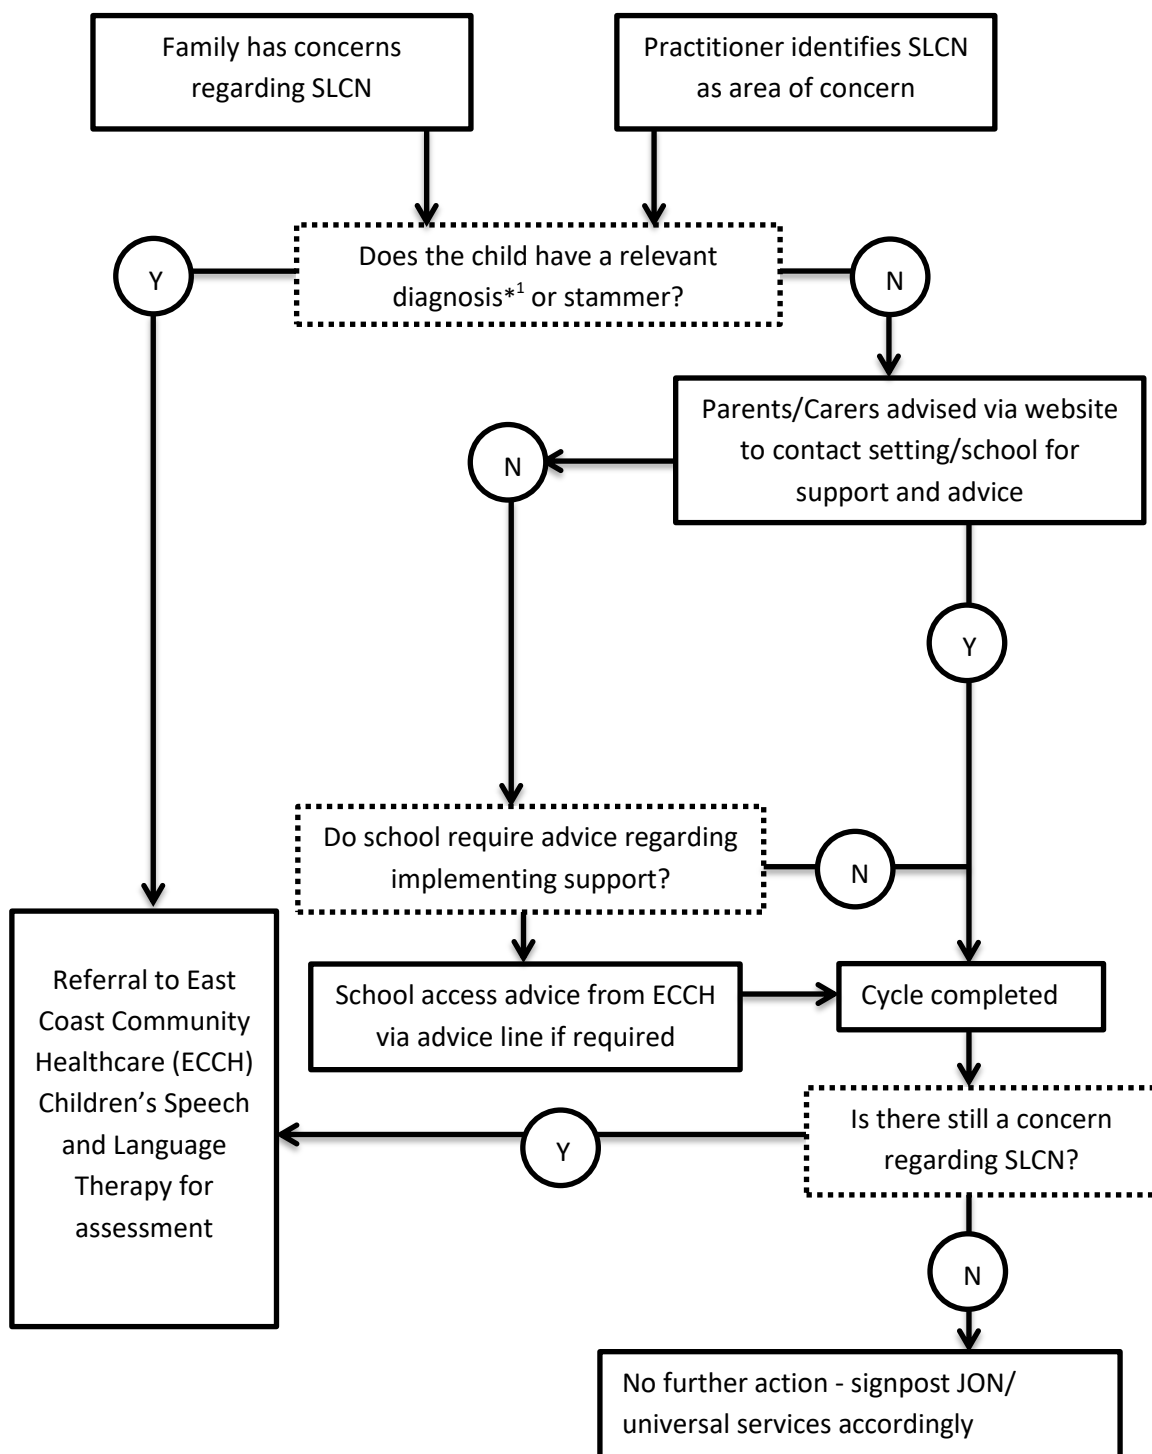 Family has concerns
regarding SLCN
Practitioner identifies SLCN
as area of concern
Does the child have a relevant
diagnosis*1 or stammer?
Y
N
Parents/Carers advised via website
to contact setting/school for
support and advice
N
Y
Do school require advice regarding
implementing support?
N
Referral to East
Coast Community
Healthcare (ECCH)
Children’s Speech
and Language
Therapy for
assessment
School access advice from ECCH
via advice line if required
Cycle completed
Is there still a concern
regarding SLCN?
Y
N
No further action - signpost JON/
universal services accordingly